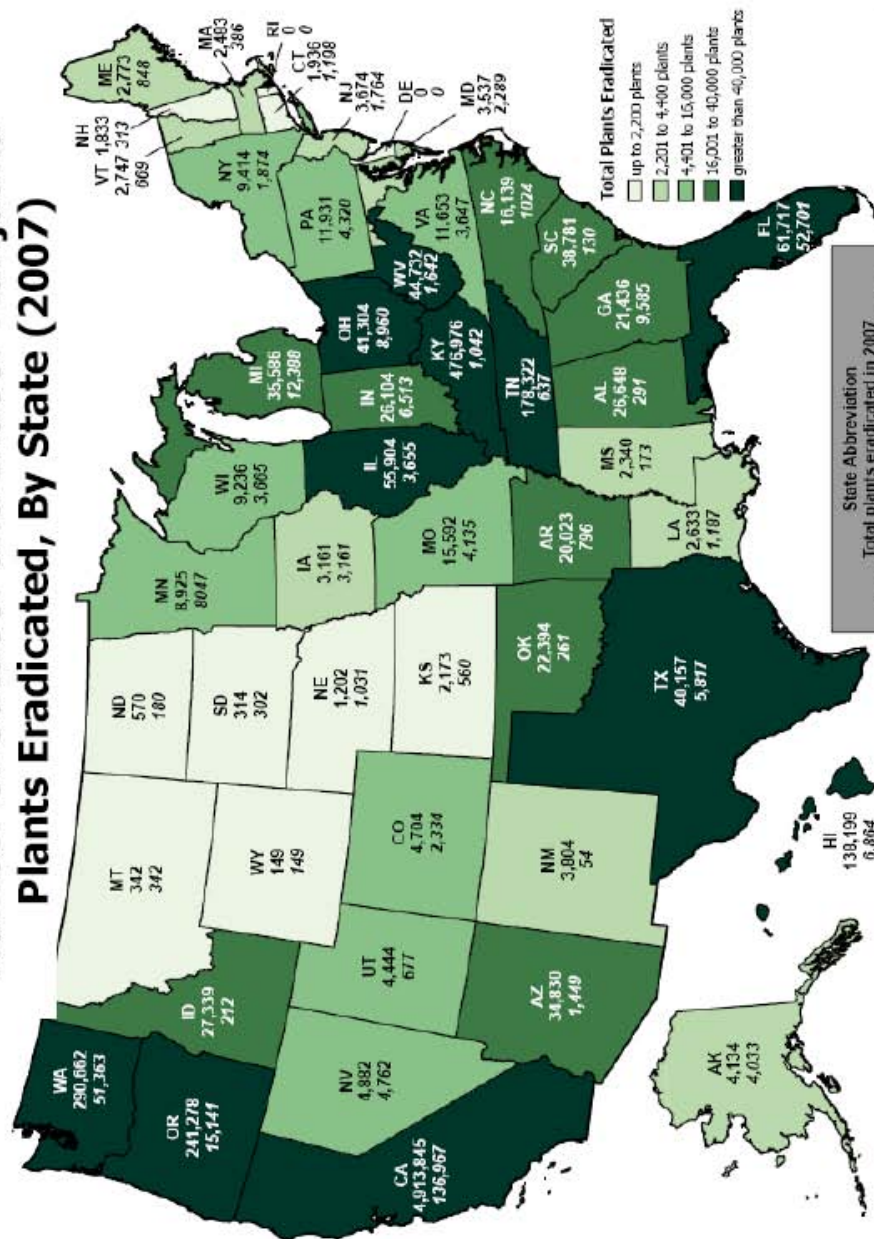 Plants Eradicated, By State (2007)
WA
290,662
51,363
OR
241,278
15,141
CA
4,913,845
136,967
ID
27,339
212
NV
4,882
4,762
MT
342
342
WY
149
149
UT
4,444
677
CO
4,704
2,334
AZ
34,830
1,449
NM
3,804
54
ND
570
180
SD
314
302
NE
1,202
1,031
KS
2,173
560
OK
22,394
261
TX
40,157
5,817
MN
8,925
8047
IA
3,161
3,161
MO
15,592
4,135
AR
20,023
796
LA
2,633
WI
9,236
IL
55,904
3,655
MS
2,340
173
MI
35,586
12,388
IN
26,104
6,513
OH
41,304
8,960
KY
476,976
1,042
TN
178,322
637
AL
26,648
291
GA
21,436
9,585
FL
61,717
52,701
SC
38,781
130
NC
16,139
1024
VA
11,653
3,647
WV
44,732
1,642
PA
11,931
4,320
NY
9,414
1,874
VT
2,747
669
NH
1,833
313
ME
2,773
848
MA
2,483
386
RI
0
0
CT
1,936
1,198
NJ
3,674
1,764
DE
0
0
MD
3,537
2,289
AK
4,134
4,033
HI
138,199
6,864
Total Plants Eradicated
up to 2,200 plants
2,201 to 4,400 plants
4,401 to 16,000 plants
16,001 to 40,000 plants
greater than 40,000 plants
State Abbreviation
Total plants eradicated in 2007